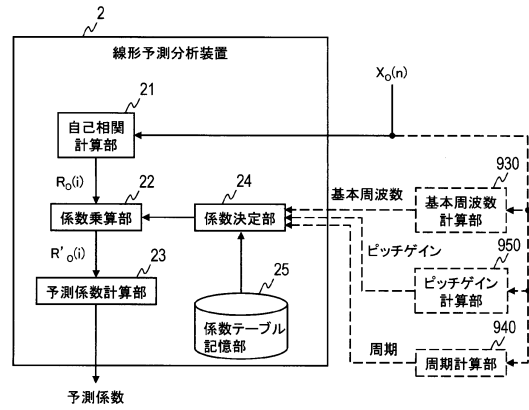 2
線形予測分析装置
X₀(n)
21
自己相関
計算部
R₀(i)
22
係数乗算部
24
係数決定部
基本周波数
930
基本周波数
計算部
ピッチゲイン
950
ピッチゲイン
計算部
R'₀(i)
23
予測係数計算部
25
係数テーブル
記憶部
周期
940
周期計算部
予測係数